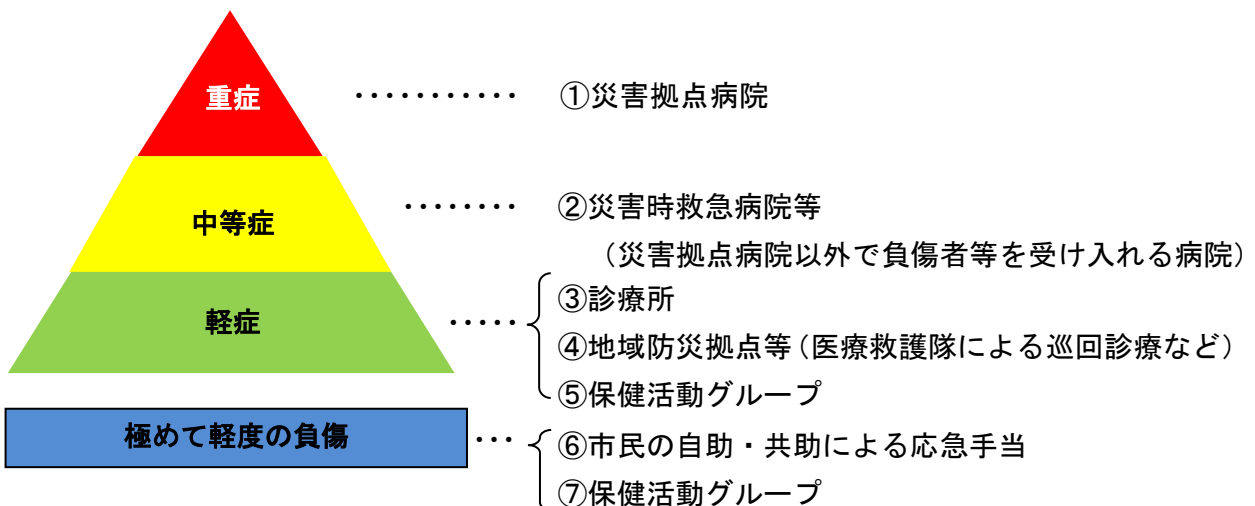 重症
・・・・・・・・・・・
①災害拠点病院
中等症
・・・・・・・・
②災害時救急病院等
（災害拠点病院以外で負傷者等を受け入れる病院）
軽症
・・・・・
③診療所
④地域防災拠点等（医療救護隊による巡回診療など）
⑤保健活動グループ
極めて軽度の負傷
・・・
⑥市民の自助・共助による応急手当
⑦保健活動グループ